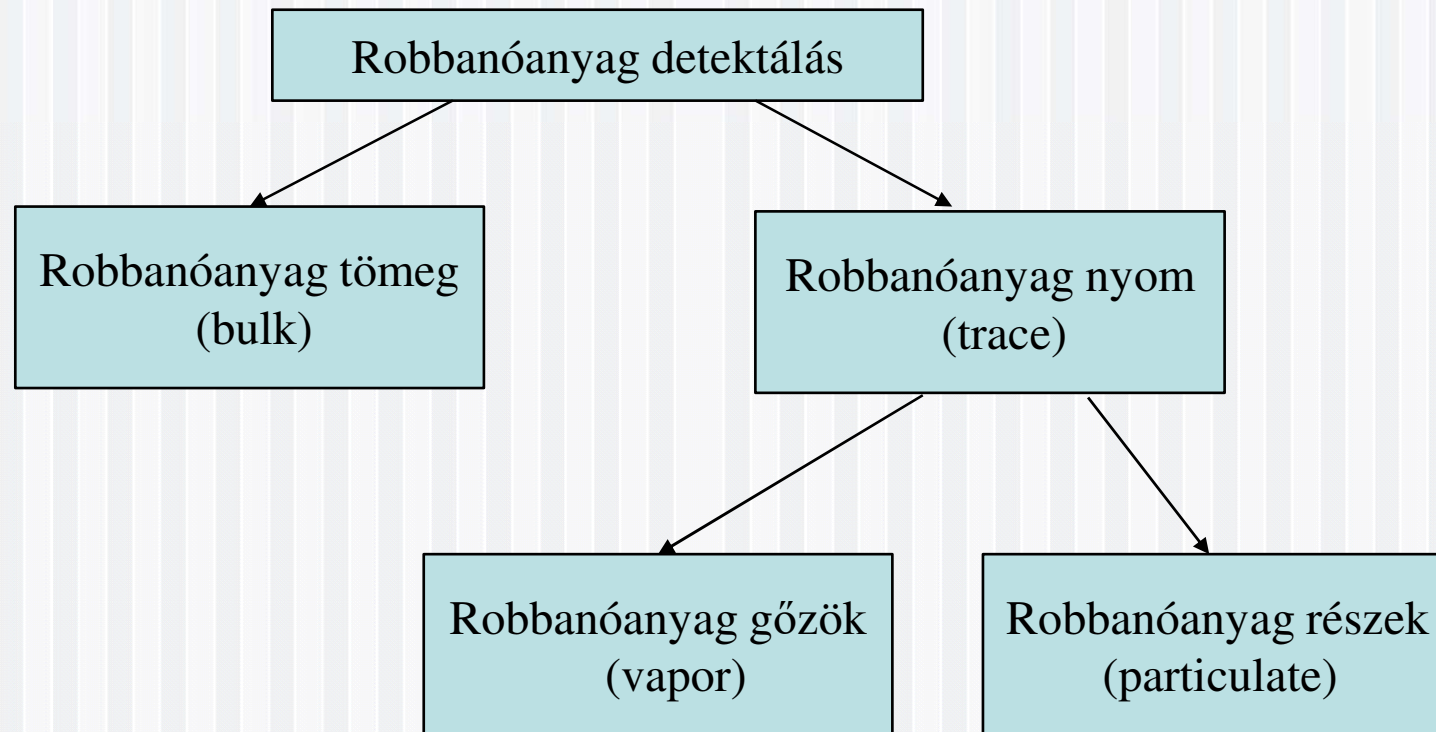 Robbanóanyag detektálás
Robbanóanyag tömeg
(bulk)
Robbanóanyag nyom
(trace)
Robbanóanyag gőzök
(vapor)
Robbanóanyag részek
(particulate)